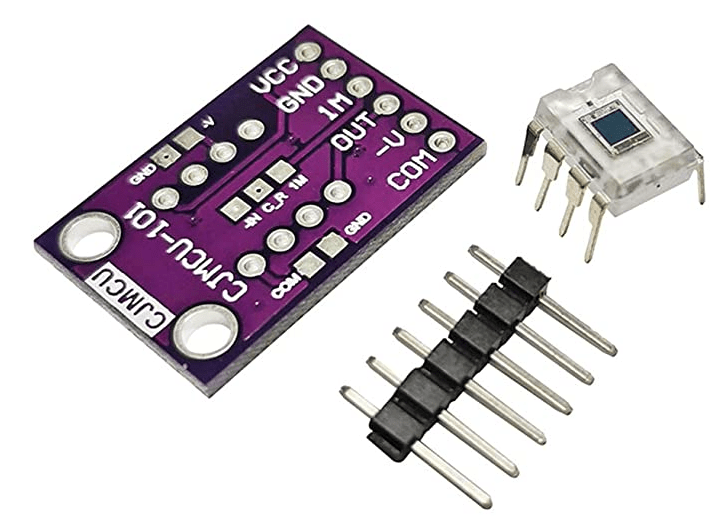 VCC
GND
1M
OUT
-V
COM
-V
GND
-IN C_R 1M
GND
COM
CJMCU-101
CJMCU